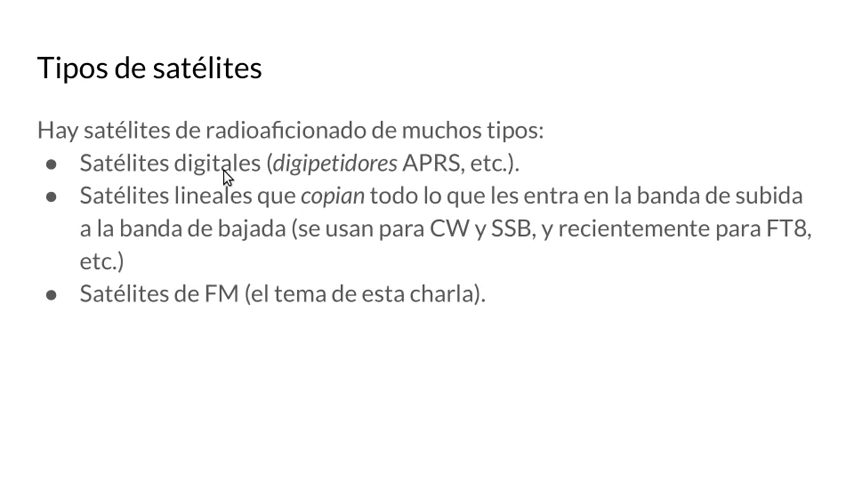 Tipos de satélites
Hay satélites de radioaficionado de muchos tipos:
● Satélites digitales (digipetidores APRS, etc.).
● Satélites lineales que copian todo lo que les entra en la banda de subida
a la banda de bajada (se usan para CW y SSB, y recientemente para FT8,
etc.)
● Satélites de FM (el tema de esta charla).